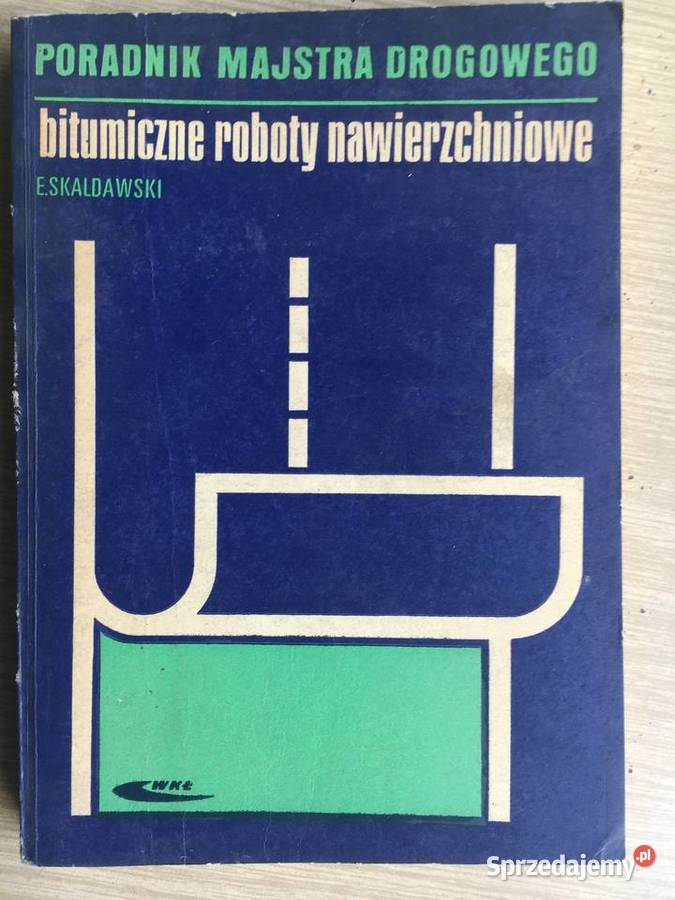 PORADNIK MAJSTRA DROGOWEGO
bitumiczne roboty nawierzchniowe
E.SKALDAWSKI
WKŁ
Sprzedajemy.pl